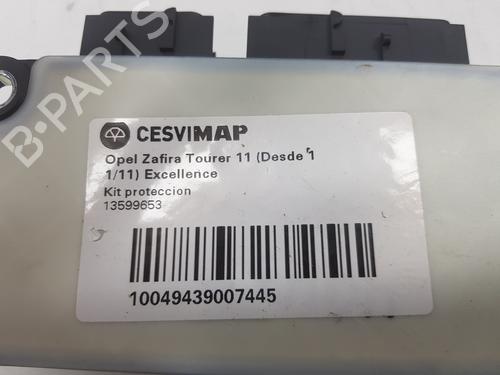 CESVIMAP
Opel Zafira Tourer 11 (Desde 1
1/11) Excellence
Kit proteccion
13599653
10049439007445
B-PARTS